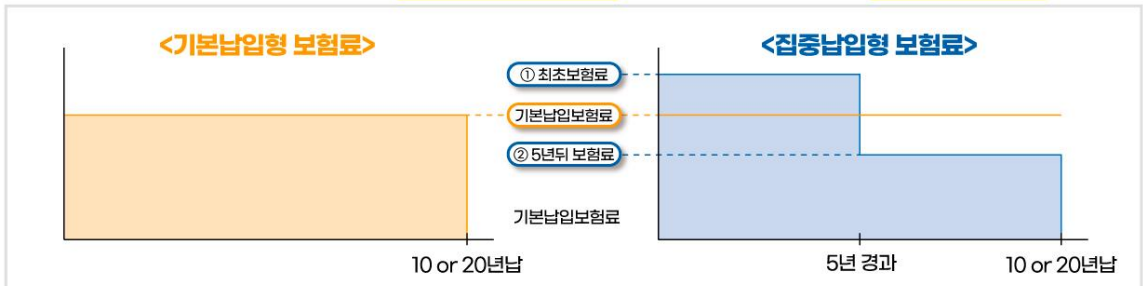 <기본납입형 보험료>
<집중납입형 보험료>
① 최초보험료
기본납입보험료
② 5년뒤 보험료
기본납입보험료
10 or 20년납
5년 경과
10 or 20년납